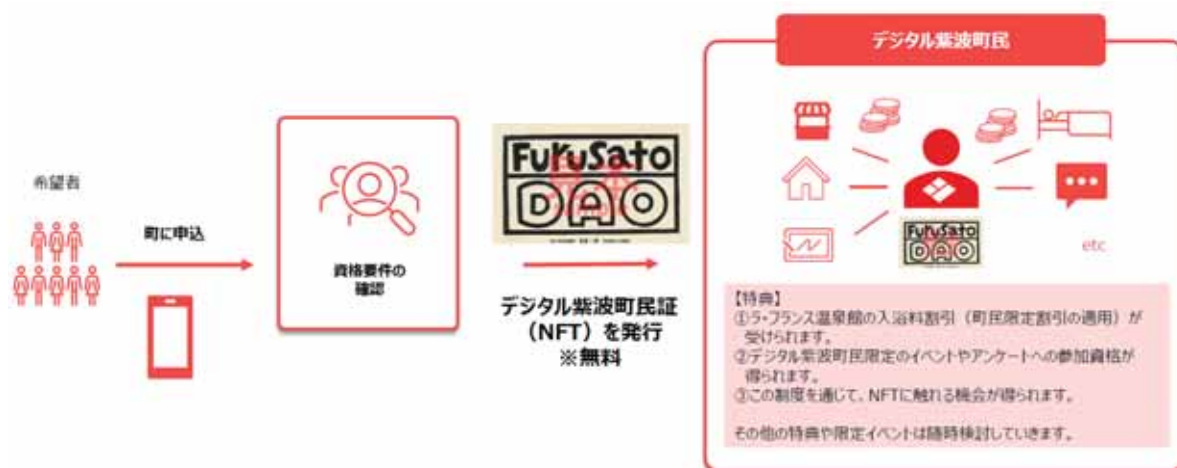 希望者
町に申込
資格要件の
確認
FURUSATO
DAO
見本
デジタル紫波町民証
（NFT）を発行
※無料
デジタル紫波町民
FURUSATO
DAO
etc
【特典】
①ラ・フランス温泉館の入浴料割引（町民限定割引の適用）が
受けられます。
②デジタル紫波町民限定のイベントやアンケートへの参加資格が
得られます。
③この制度を通じて、NFTに触れる機会が得られます。
その他の特典や限定イベントは随時検討していきます。